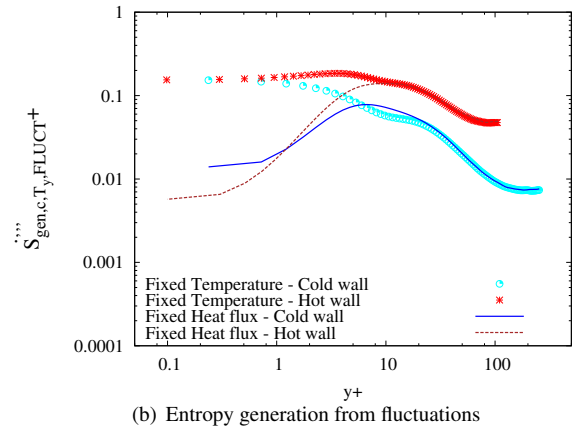 1
0.1
0.01
0.001
0.0001
Ṡ''' gen,c,Ty,FLUCT+
Fixed Temperature - Cold wall
Fixed Temperature - Hot wall
Fixed Heat flux - Cold wall
Fixed Heat flux - Hot wall
0.1 1 10 100
y+
(b) Entropy generation from fluctuations